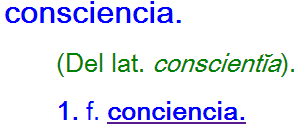 consciencia.
(Del lat. conscientĭa).
1. f. conciencia.